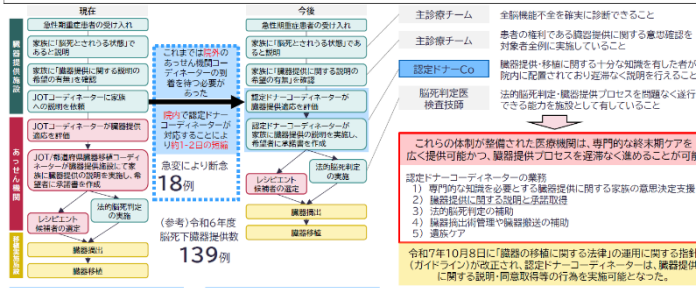 現在
臓器提供施設
急性期重症患者の受け入れ
家族に「脳死とされうる状態」で
あると説明
家族に「臓器提供に関する説明の
希望の有無」を確認
JOTコーディネーターに家族
への説明を依頼
あっせん機関
JOTコーディネーターが臓器提供
適応を評価
JOT/都道府県臓器移植コーディ
ネーターが臓器提供施設にて家
族に臓器提供の説明を実施し、希
望者に承諾書を作成
レシピエント
候補者の選定
法的脳死判定
の実施
臓器摘出
臓器移植
これまでは院外の
あっせん機関コー
ディネーターの到
着を待つ必要が
あった
院内で認定ドナー
コーディネーターが
対応することによ
り約1-2日の短縮
急変により断念
18例
(参考)令和6年度
脳死下臓器提供数
139例
今後
急性期重症患者の受け入れ
家族に「脳死とされうる状態」で
あると説明
家族に「臓器提供に関する説明の
希望の有無」を確認
認定ドナーコーディネーターが
臓器提供適応を評価
認定ドナーコーディネーターが
家族に臓器提供の説明を実施し、
希望者に承諾書を作成
レシピエント
候補者の選定
法的脳死判定
の実施
臓器摘出
臓器移植
主診療チーム
全脳機能不全を確実に診断できること
主診療チーム
患者の権利である臓器提供に関する意思確認を
対象者全例に実施していること
認定ドナーCo
臓器提供・移植に関する十分な知識を有した者が
院内に配置されており遅滞なく説明を行えること
脳死判定医
検査技師
法的脳死判定・臓器提供プロセスを問題なく遂行
できる能力を施設として有していること
これらの体制が整備された医療機関は、専門的な終末期ケアを
広く提供可能かつ、臓器提供プロセスを遅滞なく進めることが可能
認定ドナーコーディネーターの業務
1) 専門的な知識を必要とする臓器提供に関する家族の意思決定支援
2) 臓器提供に関する説明と承諾取得
3) 法的脳死判定の補助
4) 臓器摘出術管理や臓器搬送の補助
5) 遺族ケア
令和7年10月8日に「臓器の移植に関する法律」の運用に関する指針
(ガイドライン)が改正され、認定ドナーコーディネーターは、臓器提供
に関する説明・同意取得等の行為を実施可能となった。